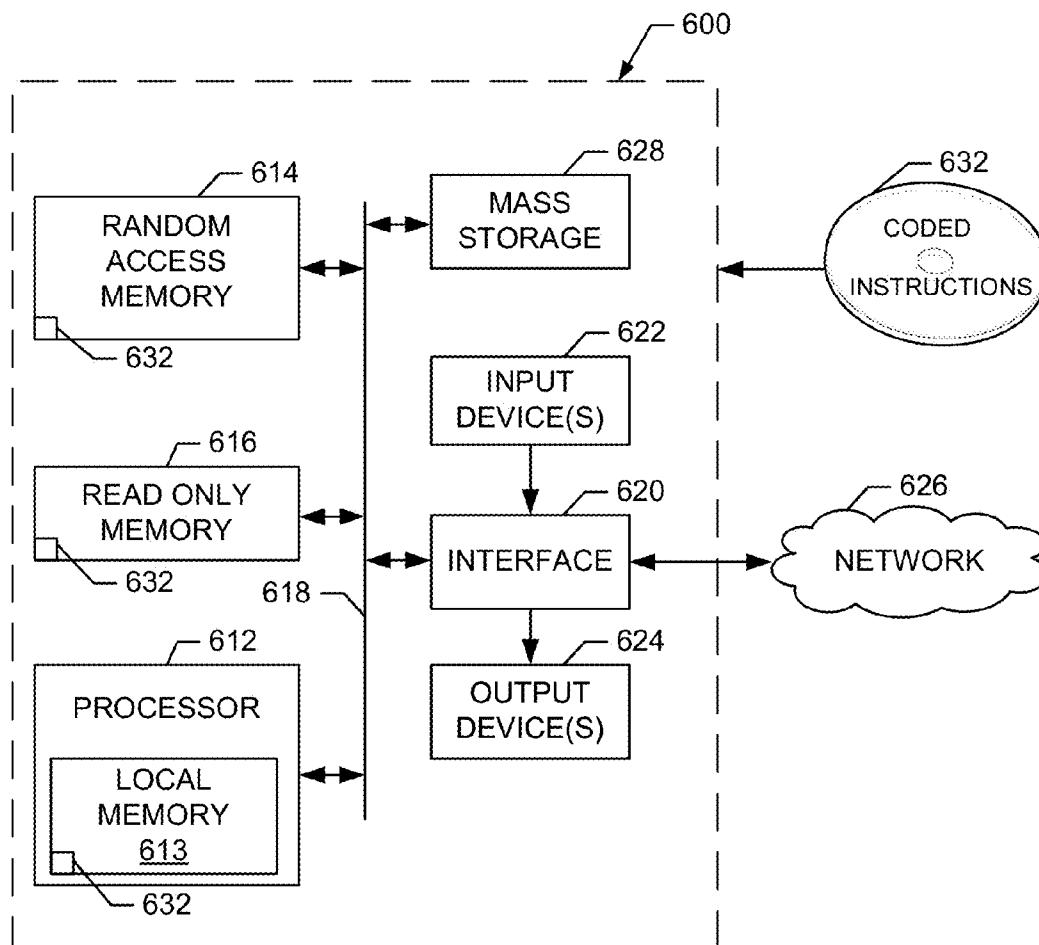 600
614
RANDOM
ACCESS
MEMORY
632
628
MASS
STORAGE
632
CODED
INSTRUCTIONS
622
INPUT
DEVICE(S)
616
READ ONLY
MEMORY
632
620
INTERFACE
626
NETWORK
618
612
PROCESSOR
LOCAL
MEMORY
613
632
624
OUTPUT
DEVICE(S)